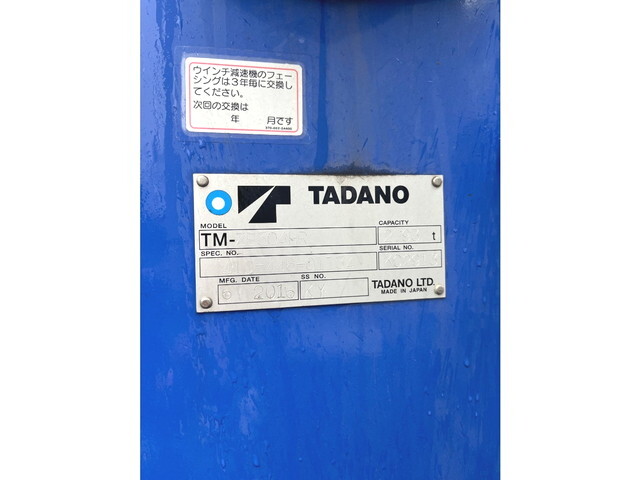 ウインチ減速機のフェー
シングは3年毎に交換し
てください。
次回の交換は
年 月です
TADANO
MODEL CAPACITY
TM- t
SPEC. NO. SERIAL NO.
MFG. DATE SS NO.
TADANO LTD.
MADE IN JAPAN